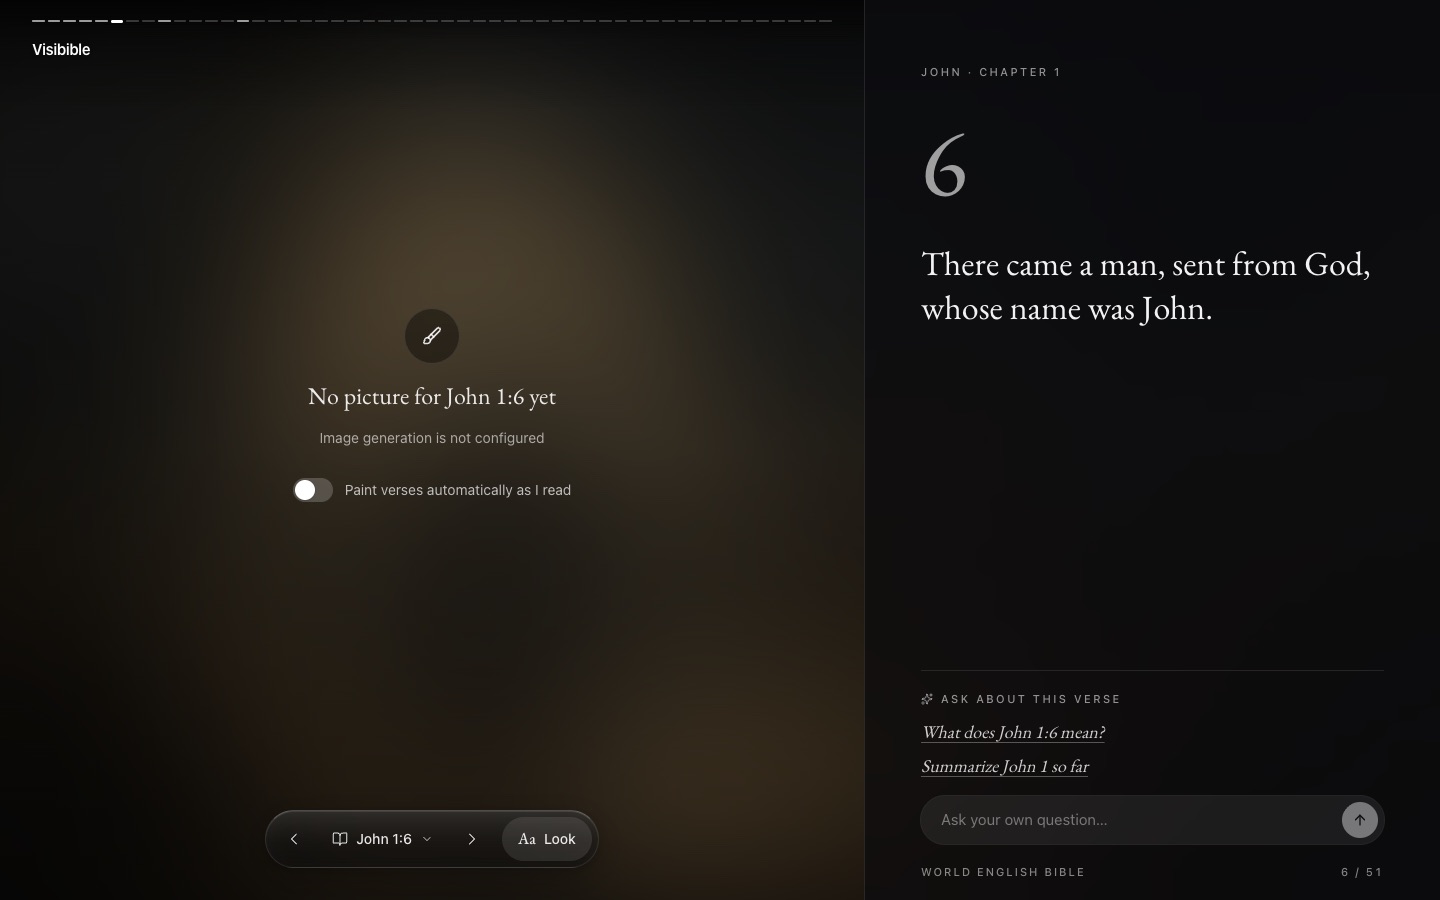 Visibible
No picture for John 1:6 yet
Image generation is not configured
Paint verses automatically as I read
John 1:6
Aa Look
JOHN · CHAPTER 1
6
There came a man, sent from God,
whose name was John.
ASK ABOUT THIS VERSE
What does John 1:6 mean?
Summarize John 1 so far
Ask your own question...
WORLD ENGLISH BIBLE
6 / 51